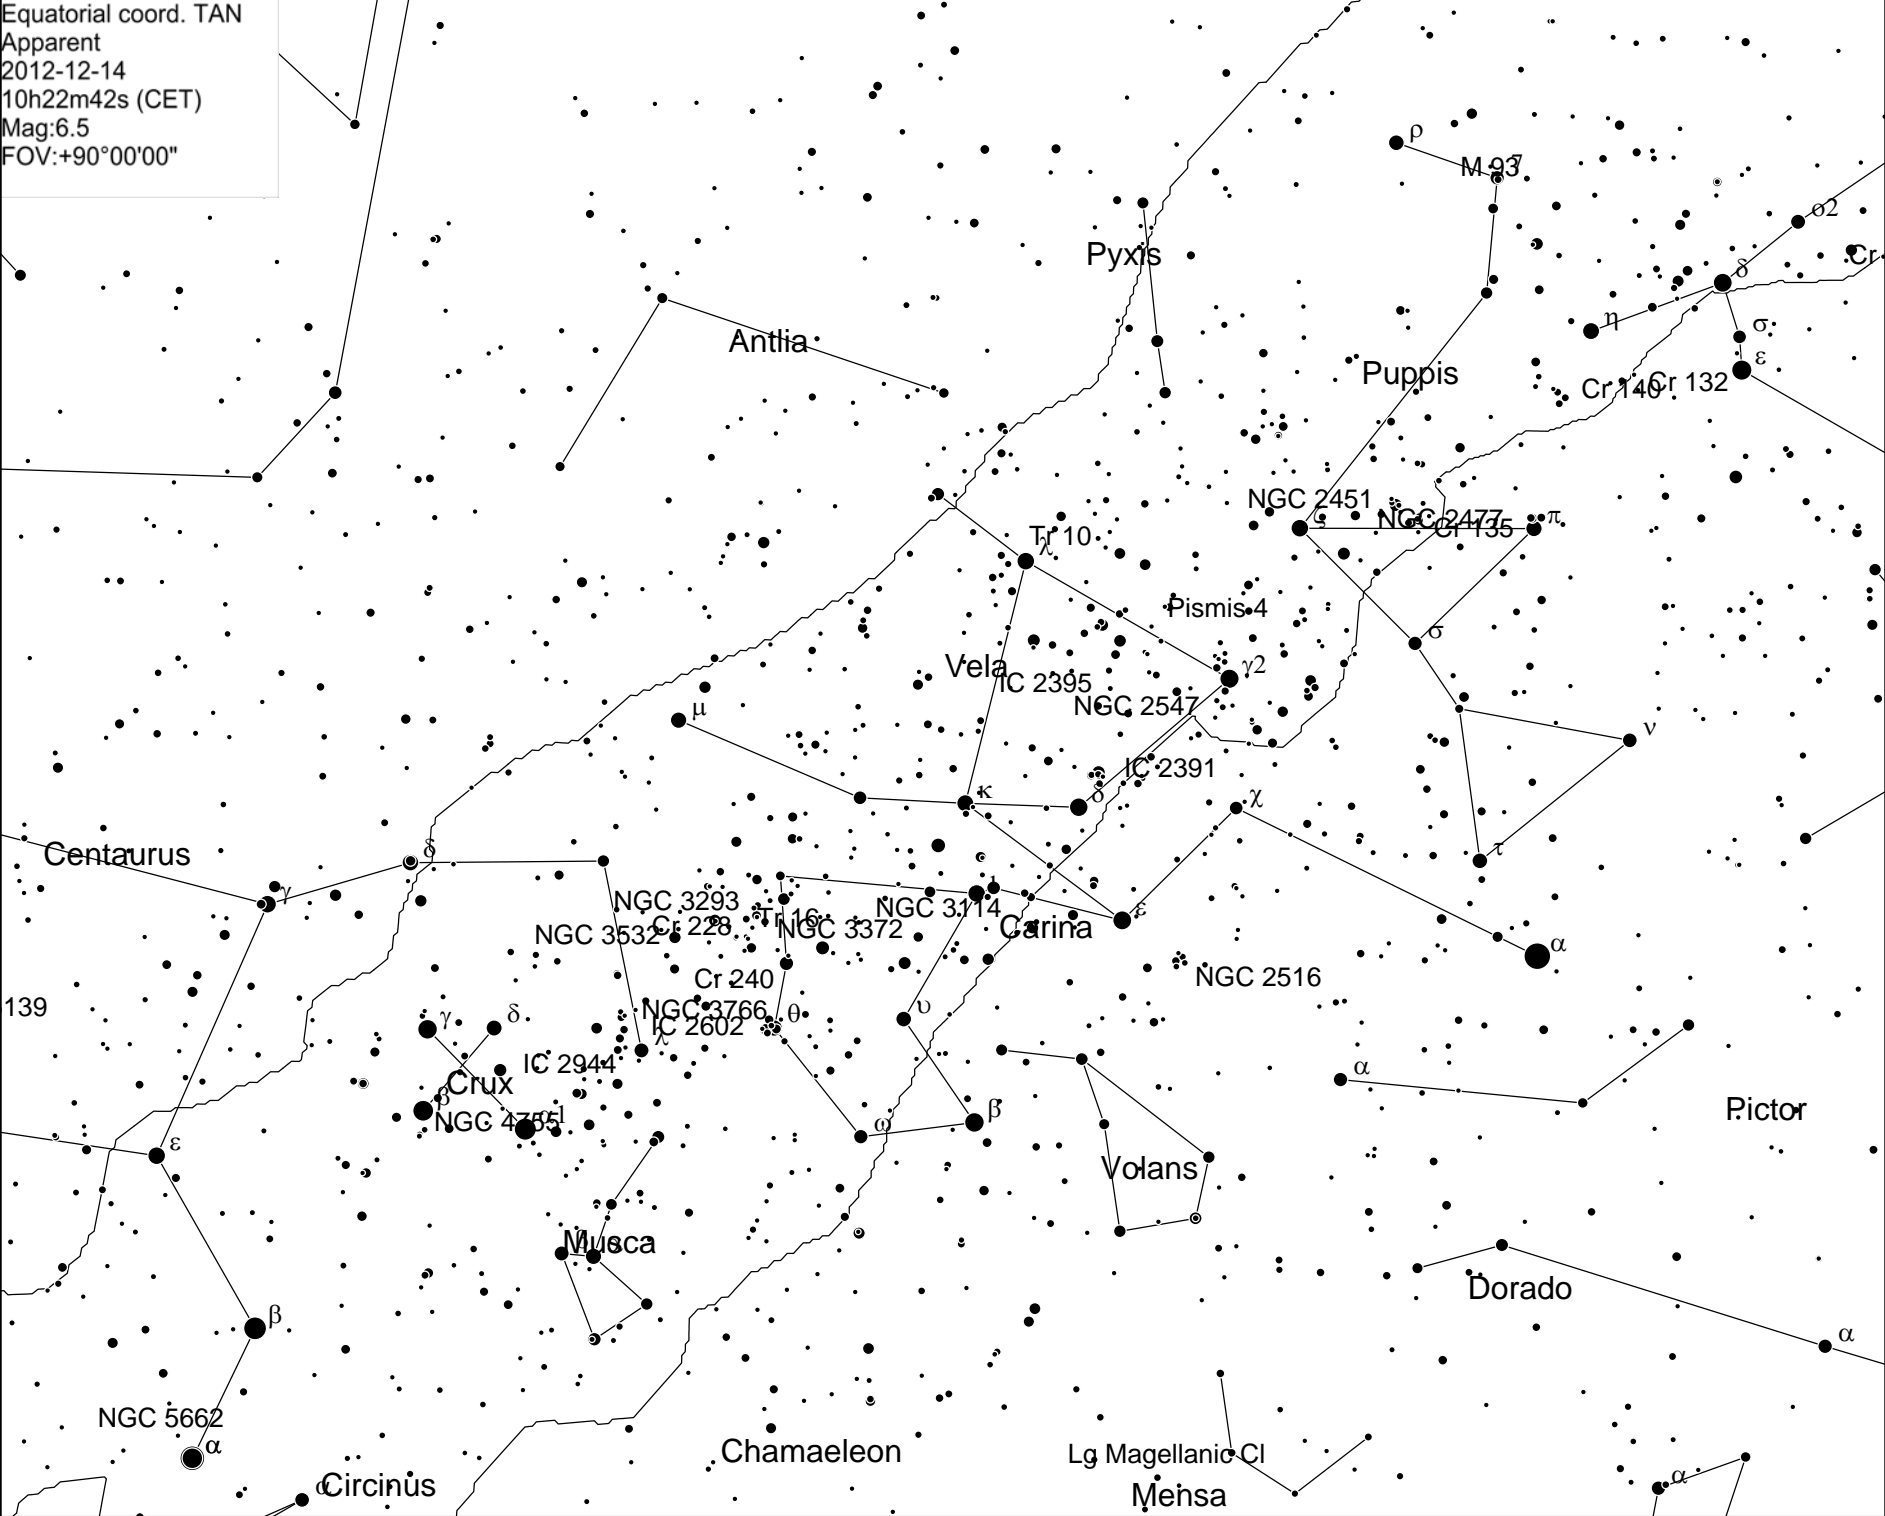 Equatorial coord. TAN
Apparent
2012-12-14
10h22m42s (CET)
Mag:6.5
FOV:+90°00'00"
ρ
M 93
ο2
Pyxis
Cr
δ
η
σ
Antlia
ε
Puppis
Cr 140
Cr 132
NGC 2451
ζ
NGC 2477
Cr 135
π
Tr 10
λ
Pismis 4
σ
Vela
γ2
IC 2395
NGC 2547
μ
ν
IC 2391
κ
δ
χ
Centaurus
δ
τ
γ
NGC 3293
ι
NGC 3114
ε
Tr 16
Cr 228
NGC 3372
Carina
NGC 3532
α
Cr 240
NGC 2516
139
NGC 3766
θ
υ
γ
δ
IC 2602
λ
IC 2944
Crux
α
β
α1
NGC 4755
β
Pictor
ω
ε
Volans
β
α
Musca
Dorado
β
α
NGC 5662
α
Chamaeleon
Lg Magellanic Cl
α
Circinus
α
Mensa